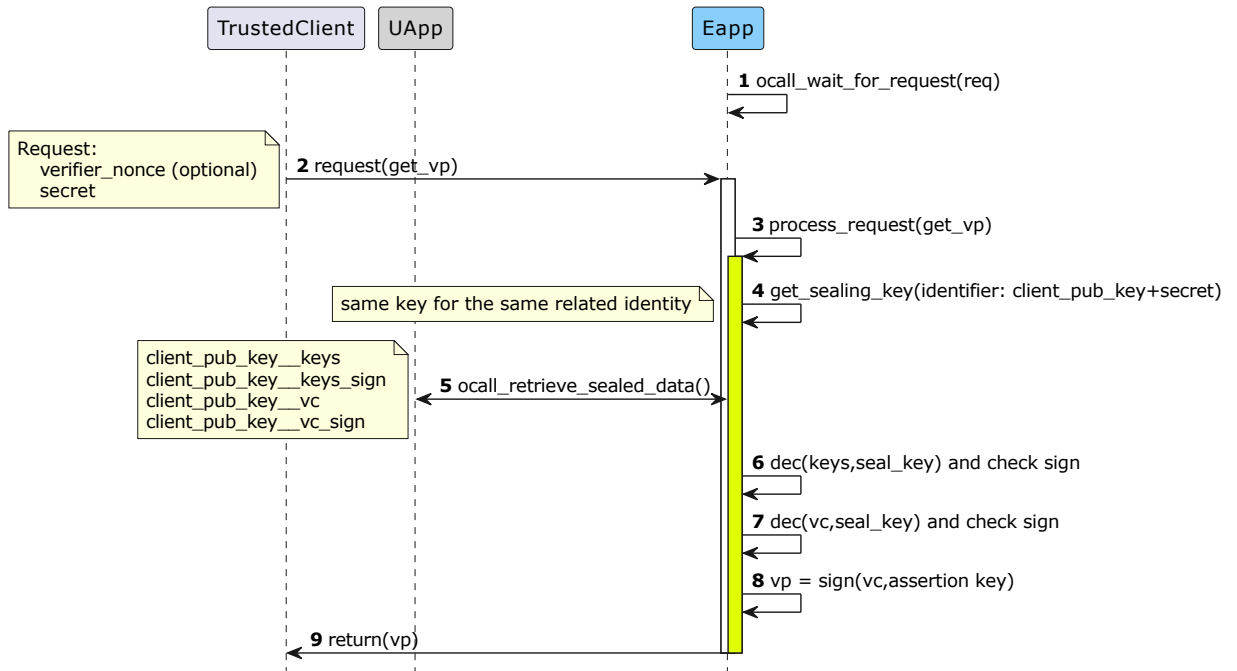 TrustedClient
UApp
Eapp
1 ocall_wait_for_request(req)
Request:
verifier_nonce (optional)
secret
2 request(get_vp)
3 process_request(get_vp)
same key for the same related identity
4 get_sealing_key(identifier: client_pub_key+secret)
client_pub_key__keys
client_pub_key__keys_sign
client_pub_key__vc
client_pub_key__vc_sign
5 ocall_retrieve_sealed_data()
6 dec(keys,seal_key) and check sign
7 dec(vc,seal_key) and check sign
8 vp = sign(vc,assertion key)
9 return(vp)